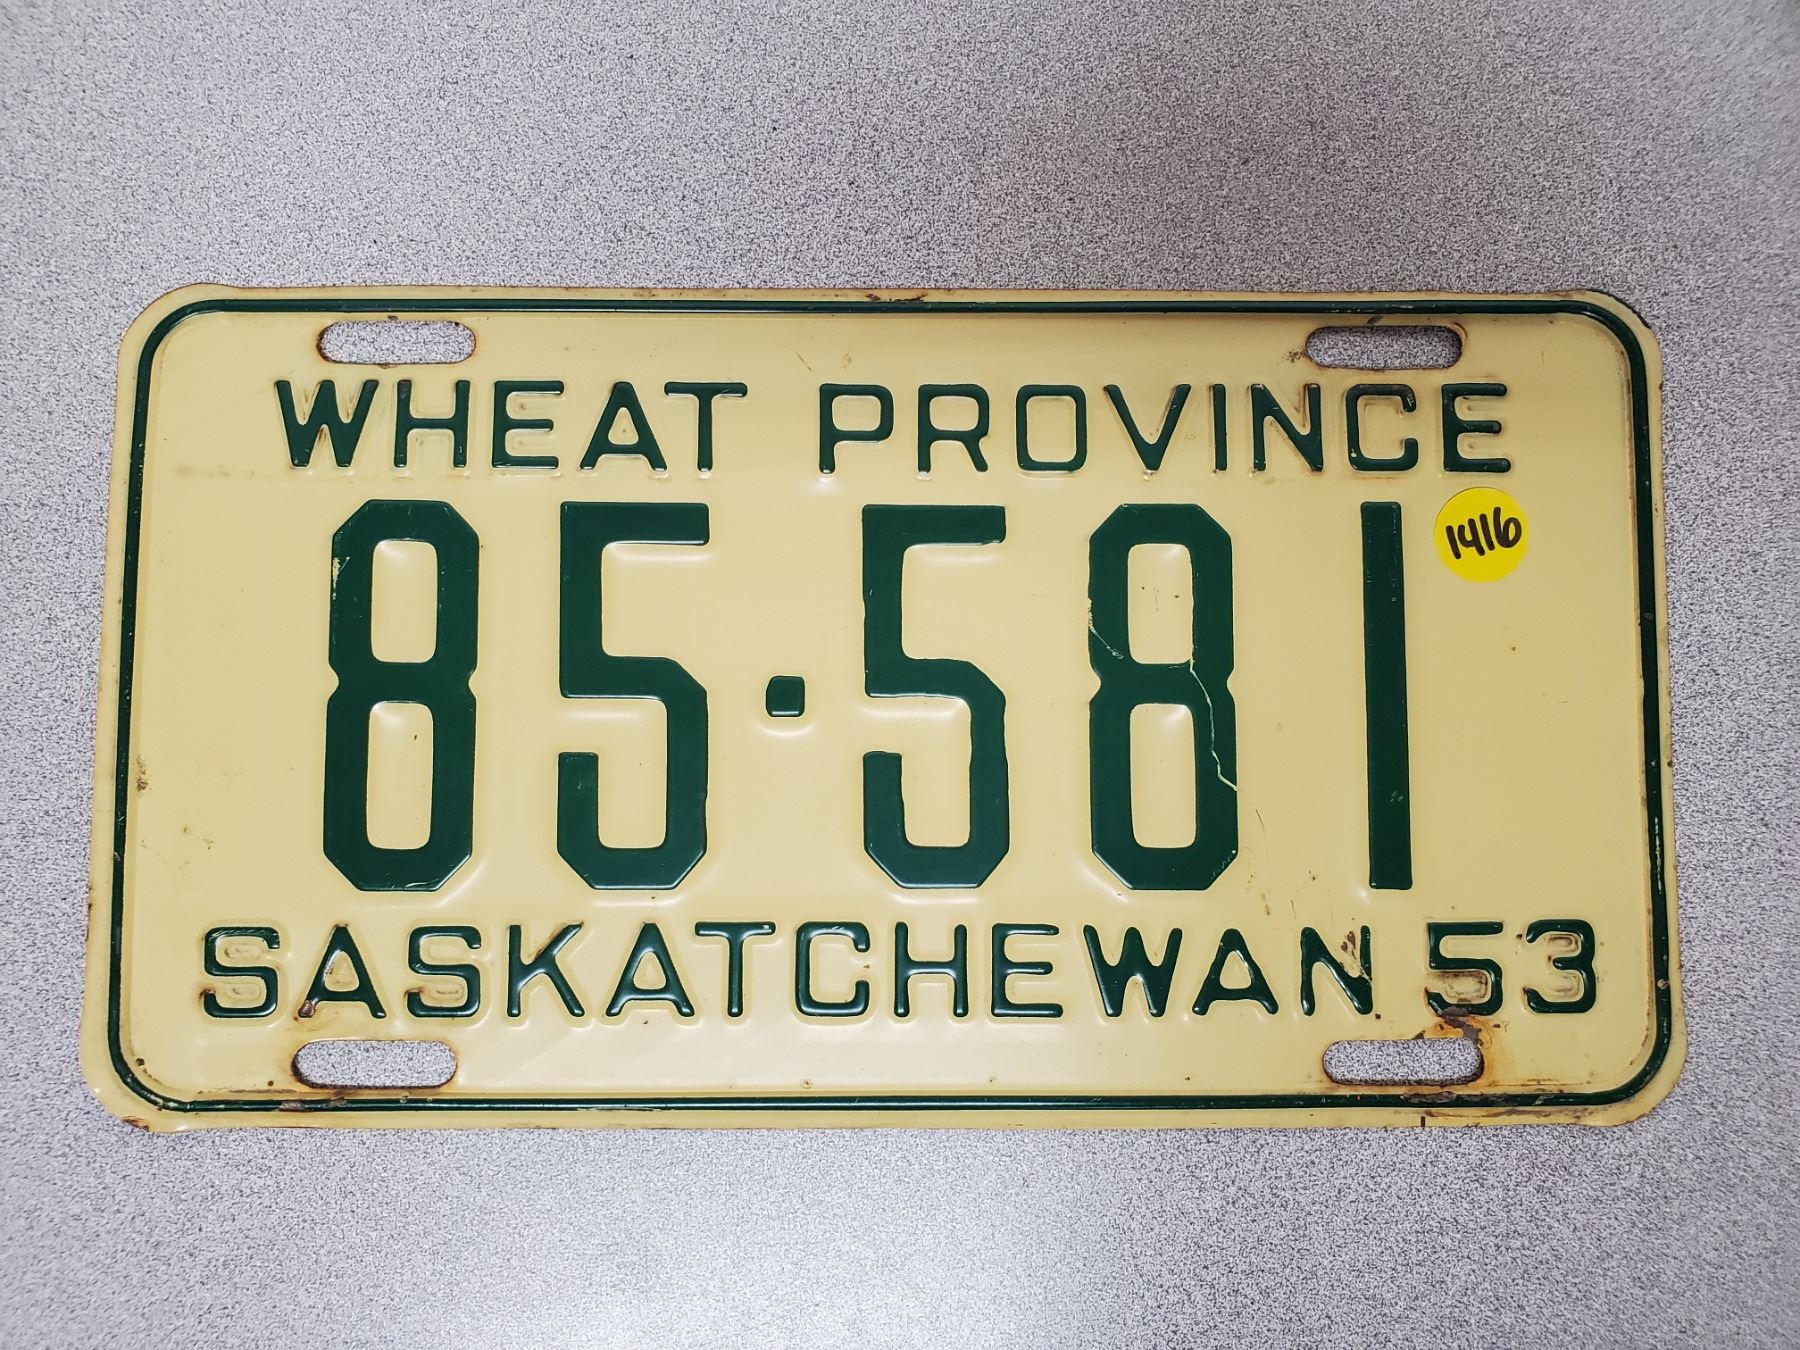 WHEAT PROVINCE
85·581
1416
SASKATCHEWAN 53